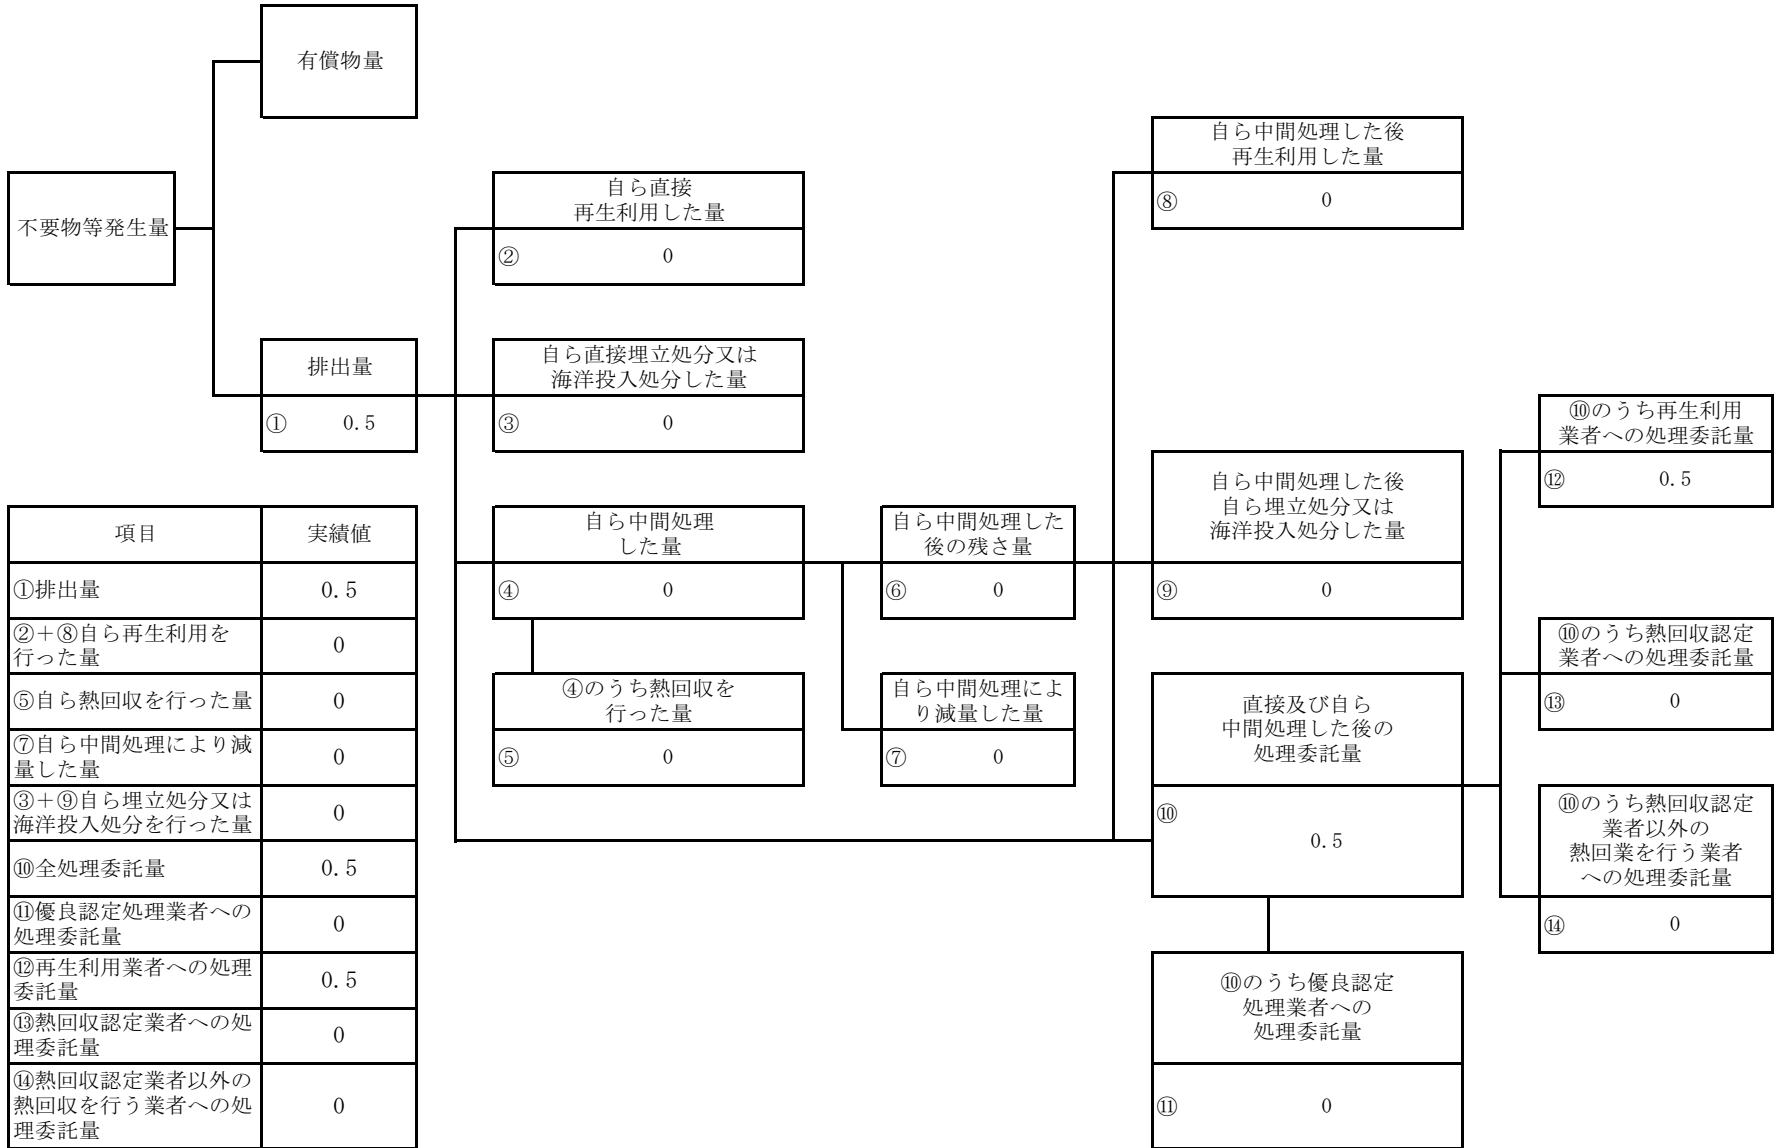 有償物量
不要物等発生量
排出量
① 0.5
自ら直接
再生利用した量
② 0
自ら直接埋立処分又は
海洋投入処分した量
③ 0
自ら中間処理
した量
④ 0
④のうち熱回収を
行った量
⑤ 0
自ら中間処理した
後の残さ量
⑥ 0
自ら中間処理によ
り減量した量
⑦ 0
自ら中間処理した後
再生利用した量
⑧ 0
自ら中間処理した後
自ら埋立処分又は
海洋投入処分した量
⑨ 0
直接及び自ら
中間処理した後の
処理委託量
⑩
0.5
⑩のうち優良認定
処理業者への
処理委託量
⑪ 0
⑩のうち再生利用
業者への処理委託量
⑫ 0.5
⑩のうち熱回収認定
業者への処理委託量
⑬ 0
⑩のうち熱回収認定
業者以外の
熱回業を行う業者
への処理委託量
⑭ 0
項目 実績値
①排出量 0.5
②+⑧自ら再生利用を
行った量 0
⑤自ら熱回収を行った量 0
⑦自ら中間処理により減
量した量 0
③+⑨自ら埋立処分又は
海洋投入処分を行った量 0
⑩全処理委託量 0.5
⑪優良認定処理業者への
処理委託量 0
⑫再生利用業者への処理
委託量 0.5
⑬熱回収認定業者への処
理委託量 0
⑭熱回収認定業者以外の
熱回収を行う業者への処 0
理委託量